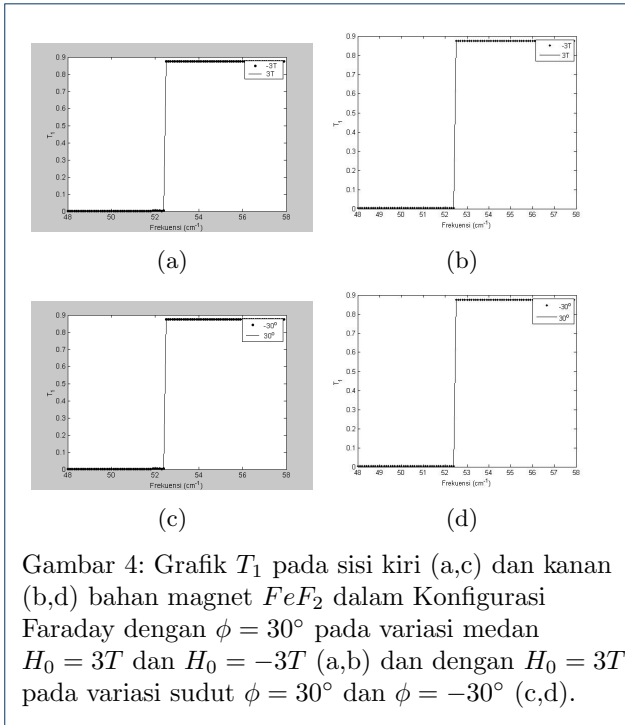 0.9
0.8
0.7
0.6
0.5
0.4
0.3
0.2
0.1
0
T₁
-3T
3T
48 50 52 54 56 58
Frekuensi (cm⁻¹)
(a)
0.9
0.8
0.7
0.6
0.5
0.4
0.3
0.2
0.1
0
T₁
-3T
3T
48 49 50 51 52 53 54 55 56 57 58
Frekuensi (cm⁻¹)
(b)
0.9
0.8
0.7
0.6
0.5
0.4
0.3
0.2
0.1
0
T₁
-30°
30°
48 50 52 54 56 58
Frekuensi (cm⁻¹)
(c)
0.9
0.8
0.7
0.6
0.5
0.4
0.3
0.2
0.1
0
T₁
-30°
30°
48 49 50 51 52 53 54 55 56 57 58
Frekuensi (cm⁻¹)
(d)
Gambar 4: Grafik T₁ pada sisi kiri (a,c) dan kanan
(b,d) bahan magnet FeF₂ dalam Konfigurasi
Faraday dengan ϕ = 30° pada variasi medan
H₀ = 3T dan H₀ = −3T (a,b) dan dengan H₀ = 3T
pada variasi sudut ϕ = 30° dan ϕ = −30° (c,d).